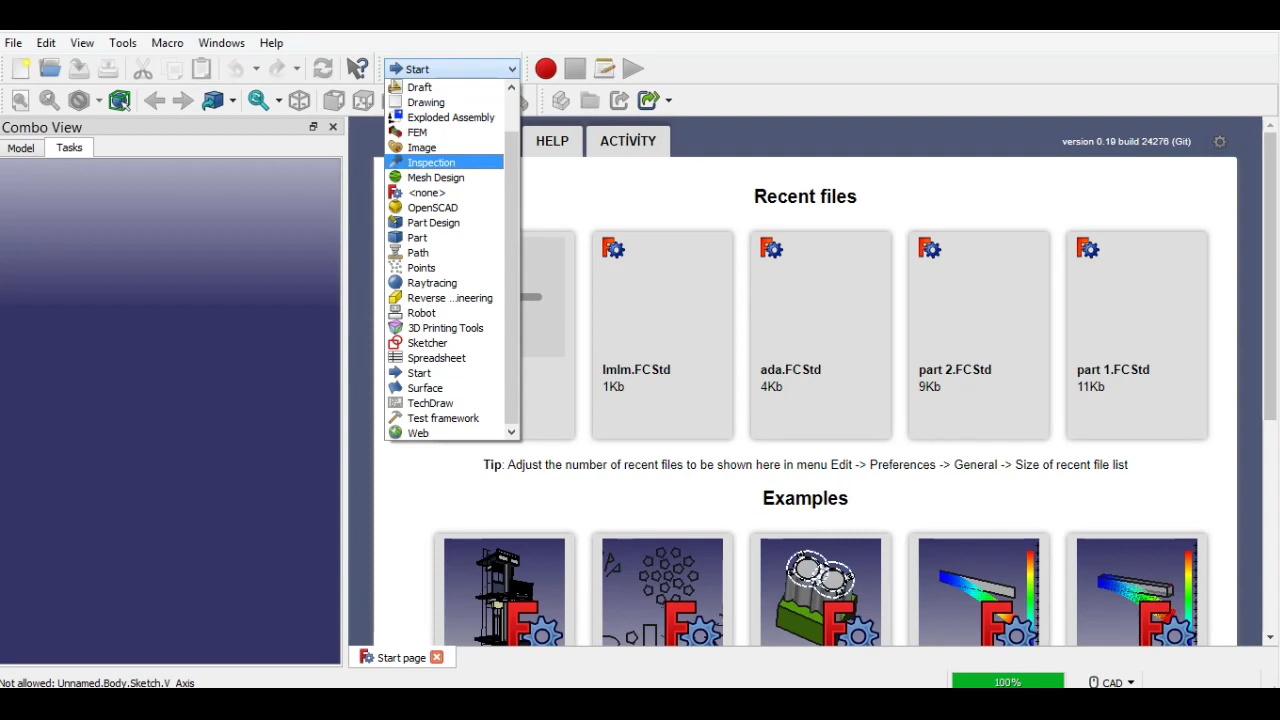 File Edit View Tools Macro Windows Help
Start
Combo View
Model Tasks
Draft
Drawing
Exploded Assembly
FEM
Image
Inspection
Mesh Design
<none>
OpenSCAD
Part Design
Part
Path
Points
Raytracing
Reverse ...ineering
Robot
3D Printing Tools
Sketcher
Spreadsheet
Start
Surface
TechDraw
Test framework
Web
HELP ACTIVITY
version 0.19 build 24276 (Git)
Recent files
lmlm.FCStd
1Kb
ada.FCStd
4Kb
part 2.FCStd
9Kb
part 1.FCStd
11Kb
Tip: Adjust the number of recent files to be shown here in menu Edit -> Preferences -> General -> Size of recent file list
Examples
Start page
Not allowed: Unnamed.Body.Sketch.V_Axis
100%
CAD